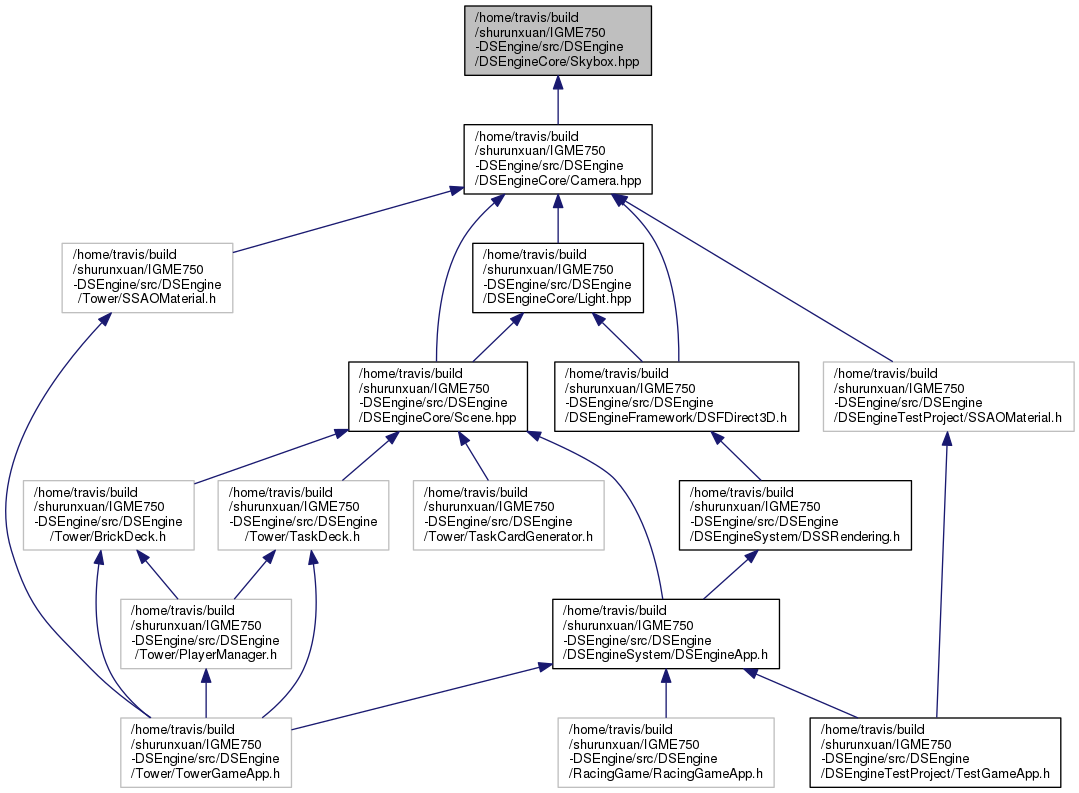 /home/travis/build
/shurunxuan/IGME750
-DSEngine/src/DSEngine
/DSEngineCore/Skybox.hpp
/home/travis/build
/shurunxuan/IGME750
-DSEngine/src/DSEngine
/DSEngineCore/Camera.hpp
/home/travis/build
/shurunxuan/IGME750
-DSEngine/src/DSEngine
/Tower/SSAOMaterial.h
/home/travis/build
/shurunxuan/IGME750
-DSEngine/src/DSEngine
/DSEngineCore/Light.hpp
/home/travis/build
/shurunxuan/IGME750
-DSEngine/src/DSEngine
/DSEngineCore/Scene.hpp
/home/travis/build
/shurunxuan/IGME750
-DSEngine/src/DSEngine
/DSEngineFramework/DSFDirect3D.h
/home/travis/build
/shurunxuan/IGME750
-DSEngine/src/DSEngine
/DSEngineTestProject/SSAOMaterial.h
/home/travis/build
/shurunxuan/IGME750
-DSEngine/src/DSEngine
/Tower/BrickDeck.h
/home/travis/build
/shurunxuan/IGME750
-DSEngine/src/DSEngine
/Tower/TaskDeck.h
/home/travis/build
/shurunxuan/IGME750
-DSEngine/src/DSEngine
/Tower/TaskCardGenerator.h
/home/travis/build
/shurunxuan/IGME750
-DSEngine/src/DSEngine
/DSEngineSystem/DSSRendering.h
/home/travis/build
/shurunxuan/IGME750
-DSEngine/src/DSEngine
/Tower/PlayerManager.h
/home/travis/build
/shurunxuan/IGME750
-DSEngine/src/DSEngine
/DSEngineSystem/DSEngineApp.h
/home/travis/build
/shurunxuan/IGME750
-DSEngine/src/DSEngine
/Tower/TowerGameApp.h
/home/travis/build
/shurunxuan/IGME750
-DSEngine/src/DSEngine
/RacingGame/RacingGameApp.h
/home/travis/build
/shurunxuan/IGME750
-DSEngine/src/DSEngine
/DSEngineTestProject/TestGameApp.h